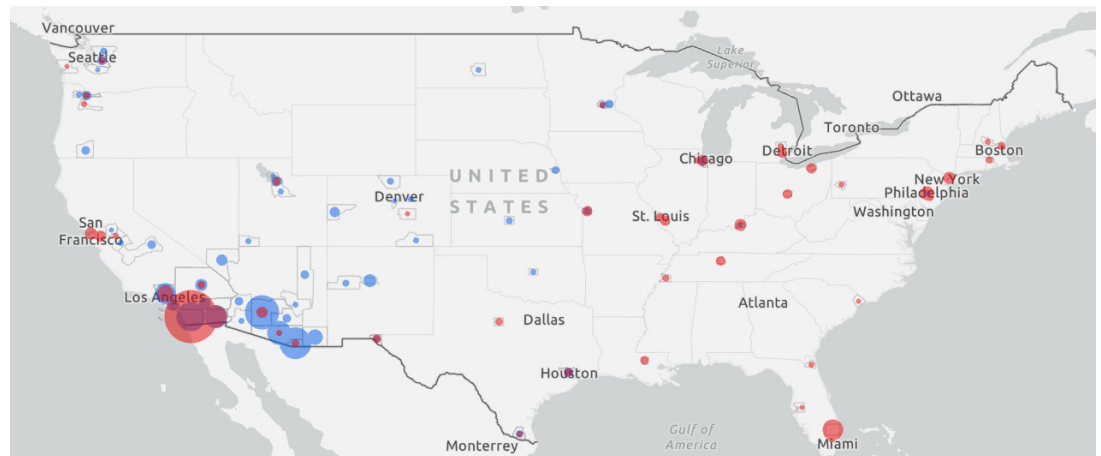 Vancouver
Seattle
Lake
Superior
Ottawa
Toronto
Boston
Detroit
Chicago
New York
Philadelphia
Washington
UNITED
STATES
Denver
St. Louis
San
Francisco
Los Angeles
Atlanta
Dallas
Houston
Gulf of
America
Miami
Monterrey